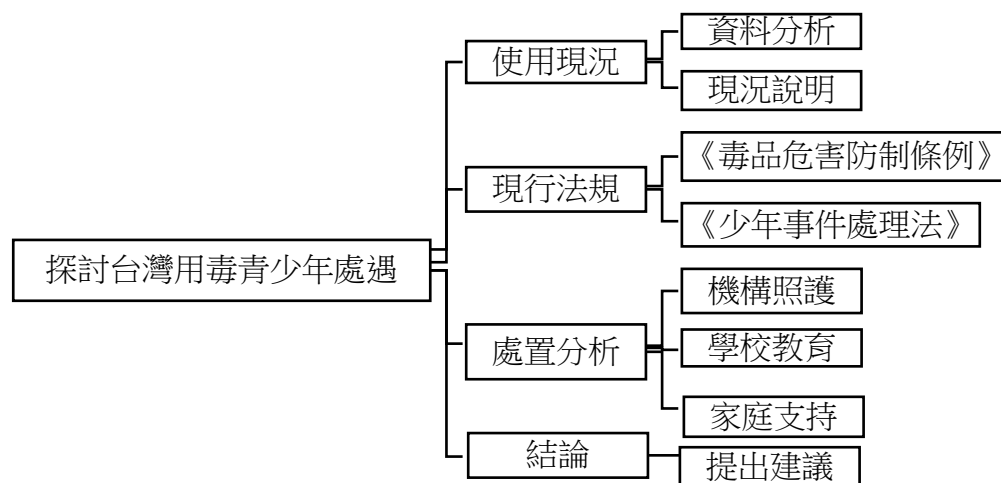 探討台灣用毒青少年處遇
使用現況
資料分析
現況說明
現行法規
《毒品危害防制條例》
《少年事件處理法》
處置分析
機構照護
學校教育
家庭支持
結論
提出建議